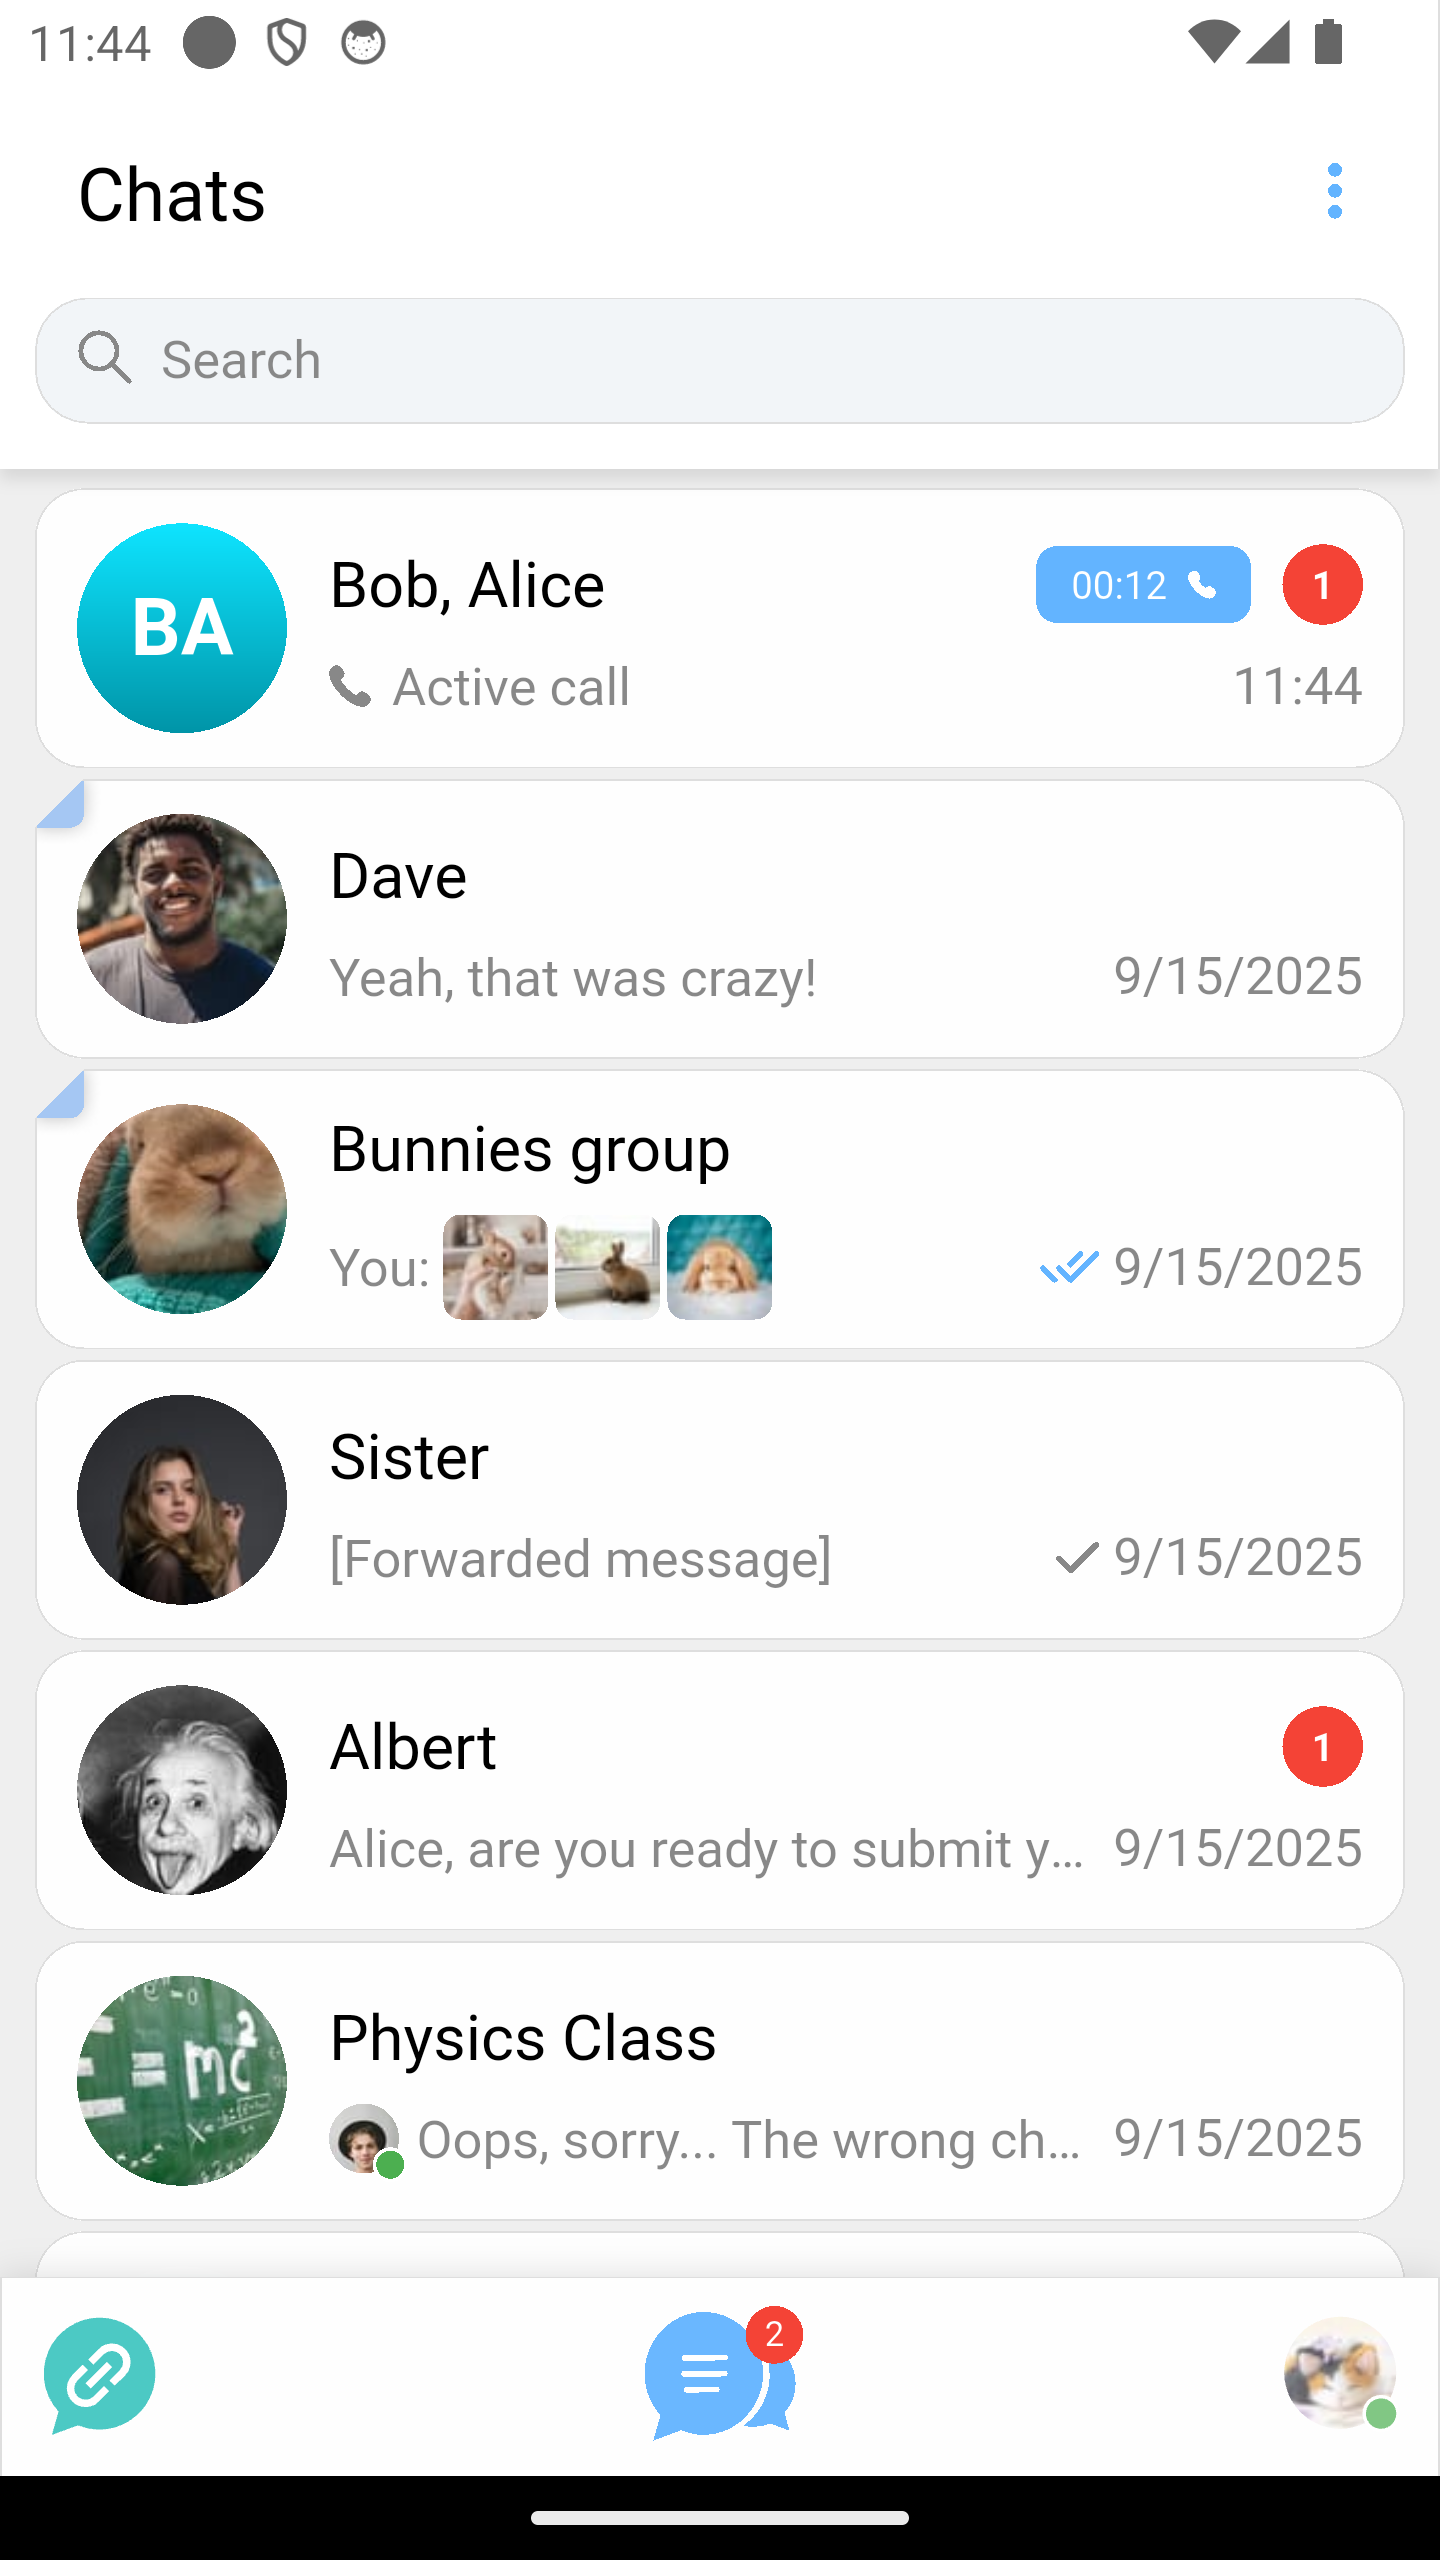 11:44
Chats
Search
BA
Bob, Alice
00:12
1
Active call
11:44
Dave
Yeah, that was crazy!
9/15/2025
Bunnies group
You:
9/15/2025
Sister
[Forwarded message]
9/15/2025
Albert
1
Alice, are you ready to submit y...
9/15/2025
= mc²
Physics Class
Oops, sorry... The wrong ch...
9/15/2025
2